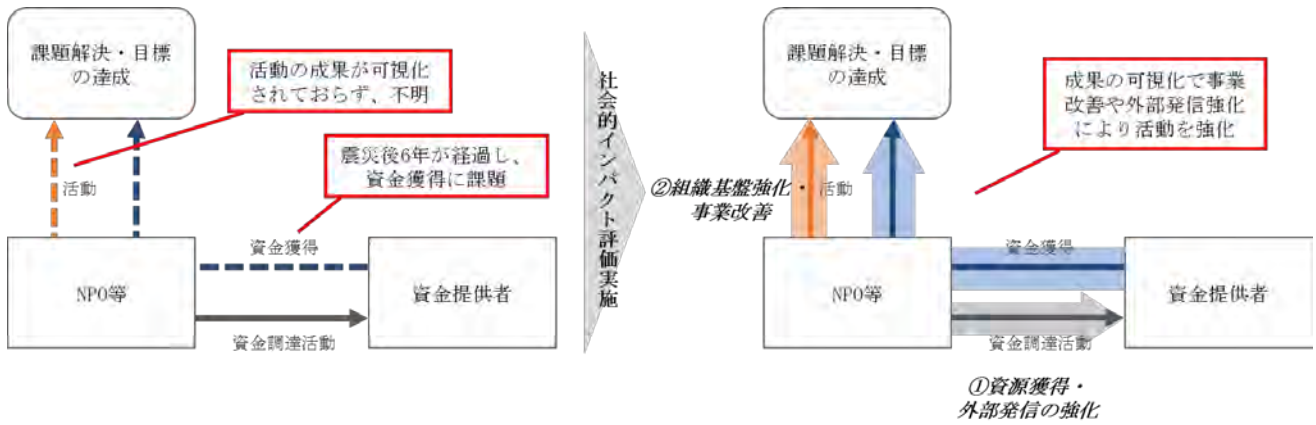 課題解決・目標
の達成
活動の成果が可視化
されておらず、不明
震災後6年が経過し、
資金獲得に課題
活動
資金獲得
NPO等
資金提供者
資金調達活動
社会的インパクト評価実施
課題解決・目標
の達成
成果の可視化で事業
改善や外部発信強化
により活動を強化
②組織基盤強化・
事業改善
活動
資金獲得
NPO等
資金提供者
資金調達活動
①資源獲得・
外部発信の強化